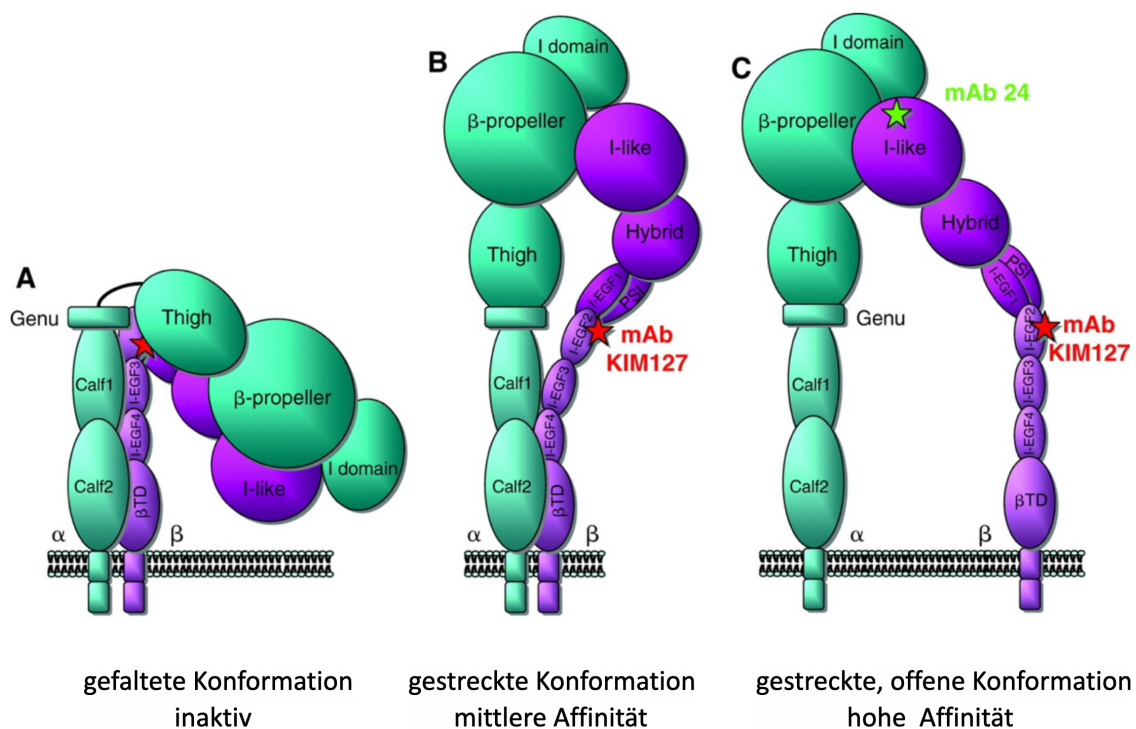 A
Genu
Thigh
Calf1
I-EGF3
β-propeller
I-EGF4
Calf2
βTD
I-like
I domain
α
β
B
I domain
β-propeller
I-like
Hybrid
Thigh
I-EGF1
PSI
I-EGF2
mAb
KIM127
Calf1
I-EGF3
I-EGF4
Calf2
βTD
α
β
C
I domain
mAb 24
β-propeller
I-like
Hybrid
Thigh
PSI
I-EGF1
Genu
I-EGF2
mAb
KIM127
Calf1
I-EGF3
I-EGF4
Calf2
βTD
α
β
gefaltete Konformation
inaktiv
gestreckte Konformation
mittlere Affinität
gestreckte, offene Konformation
hohe Affinität